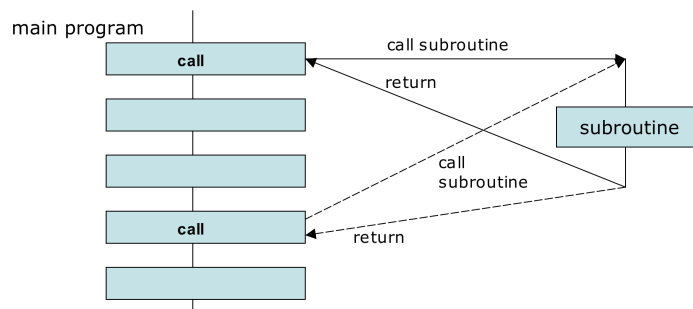 main program
call
call subroutine
return
subroutine
call
subroutine
call
return